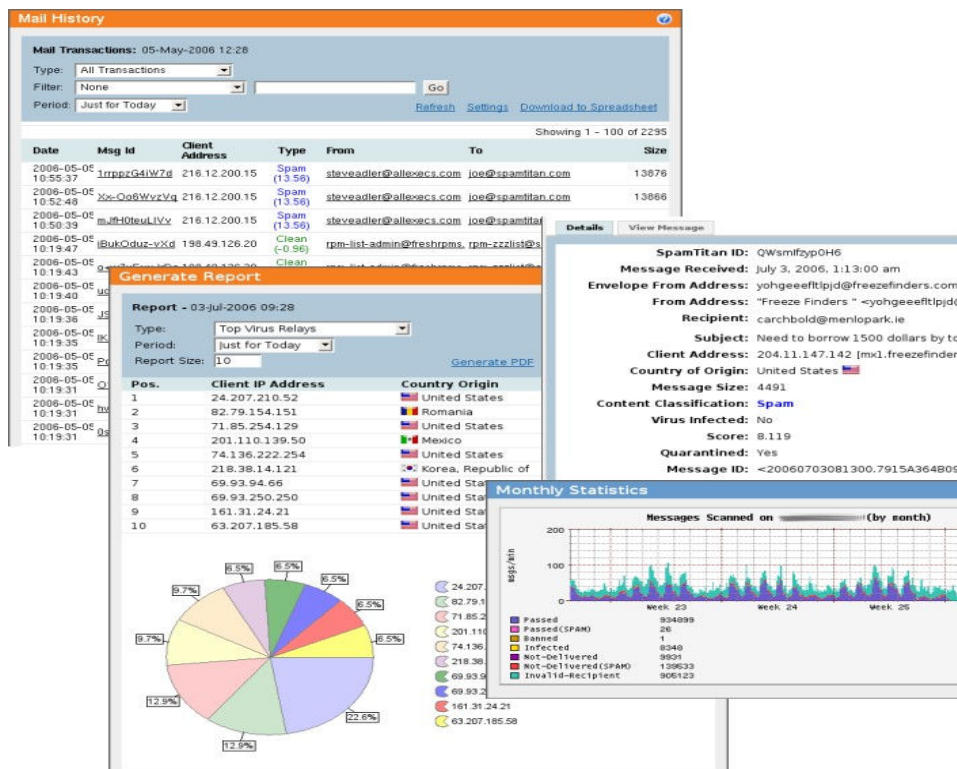 Mail History
Mail Transactions: 05-May-2006 12:28
Type: All Transactions
Filter: None Go
Period: Just for Today Refresh Settings Download to Spreadsheet
Showing 1 - 100 of 2295
Date Msg Id Client Address Type From To Size
2006-05-05 10:55:37 1rrppzG4iW7d 216.12.200.15 Spam (13.56) steveadler@allexecs.com joe@spamtitan.com 13876
2006-05-05 10:52:48 Xx-Oo6WvzVq 216.12.200.15 Spam (13.56) steveadler@allexecs.com joe@spamtitan.com 13866
2006-05-05 10:50:39 mJfH0teuLIVv 216.12.200.15 Spam (13.56) steveadler@allexecs.com joe@spamtitan
2006-05-05 10:19:47 iBukOduz-vXd 198.49.126.20 Clean (-0.96) rpm-list-admin@freshrpms. rpm-zzzlist@s
2006-05-05 10:19:43 Clean
2006-05-05 10:19:40
2006-05-05 10:19:36
2006-05-05 10:19:35
2006-05-05 10:19:35
2006-05-05 10:19:31
2006-05-05 10:19:31
2006-05-05 10:19:31
Generate Report
Report - 03-Jul-2006 09:28
Type: Top Virus Relays
Period: Just for Today
Report Size: 10 Generate PDF
Pos. Client IP Address Country Origin
1 24.207.210.52 United States
2 82.79.154.151 Romania
3 71.85.254.129 United States
4 201.110.139.50 Mexico
5 74.136.222.254 United States
6 218.38.14.121 Korea, Republic of
7 69.93.94.66 United Sta
8 69.93.250.250 United Sta
9 161.31.24.21 United Sta
10 63.207.185.58 United Sta
6.5%
6.5%
6.5%
9.7%
6.5%
9.7%
6.5%
12.9%
12.9%
22.6%
24.207.
82.79.1
71.85.2
201.110
74.136.
218.38.
69.93.9
69.93.2
161.31.24.21
63.207.185.58
Details View Message
SpamTitan ID: QWsmIfzyp0H6
Message Received: July 3, 2006, 1:13:00 am
Envelope From Address: yohgeeefltlpjd@freezefinders.com
From Address: "Freeze Finders " <yohgeeefltlpjd@
Recipient: carchbold@menlopark.ie
Subject: Need to borrow 1500 dollars by to
Client Address: 204.11.147.142 [mx1.freezefinder
Country of Origin: United States
Message Size: 4491
Content Classification: Spam
Virus Infected: No
Score: 8.119
Quarantined: Yes
Message ID: <20060703081300.7915A364B09
Monthly Statistics
Messages Scanned on (by month)
msgs/min
200
100
0
Week 23 Week 24 Week 25
Passed 934899
Passed(SPAM) 26
Banned 1
Infected 8348
Not-Delivered 9931
Not-Delivered(SPAM) 139533
Invalid-Recipient 905123